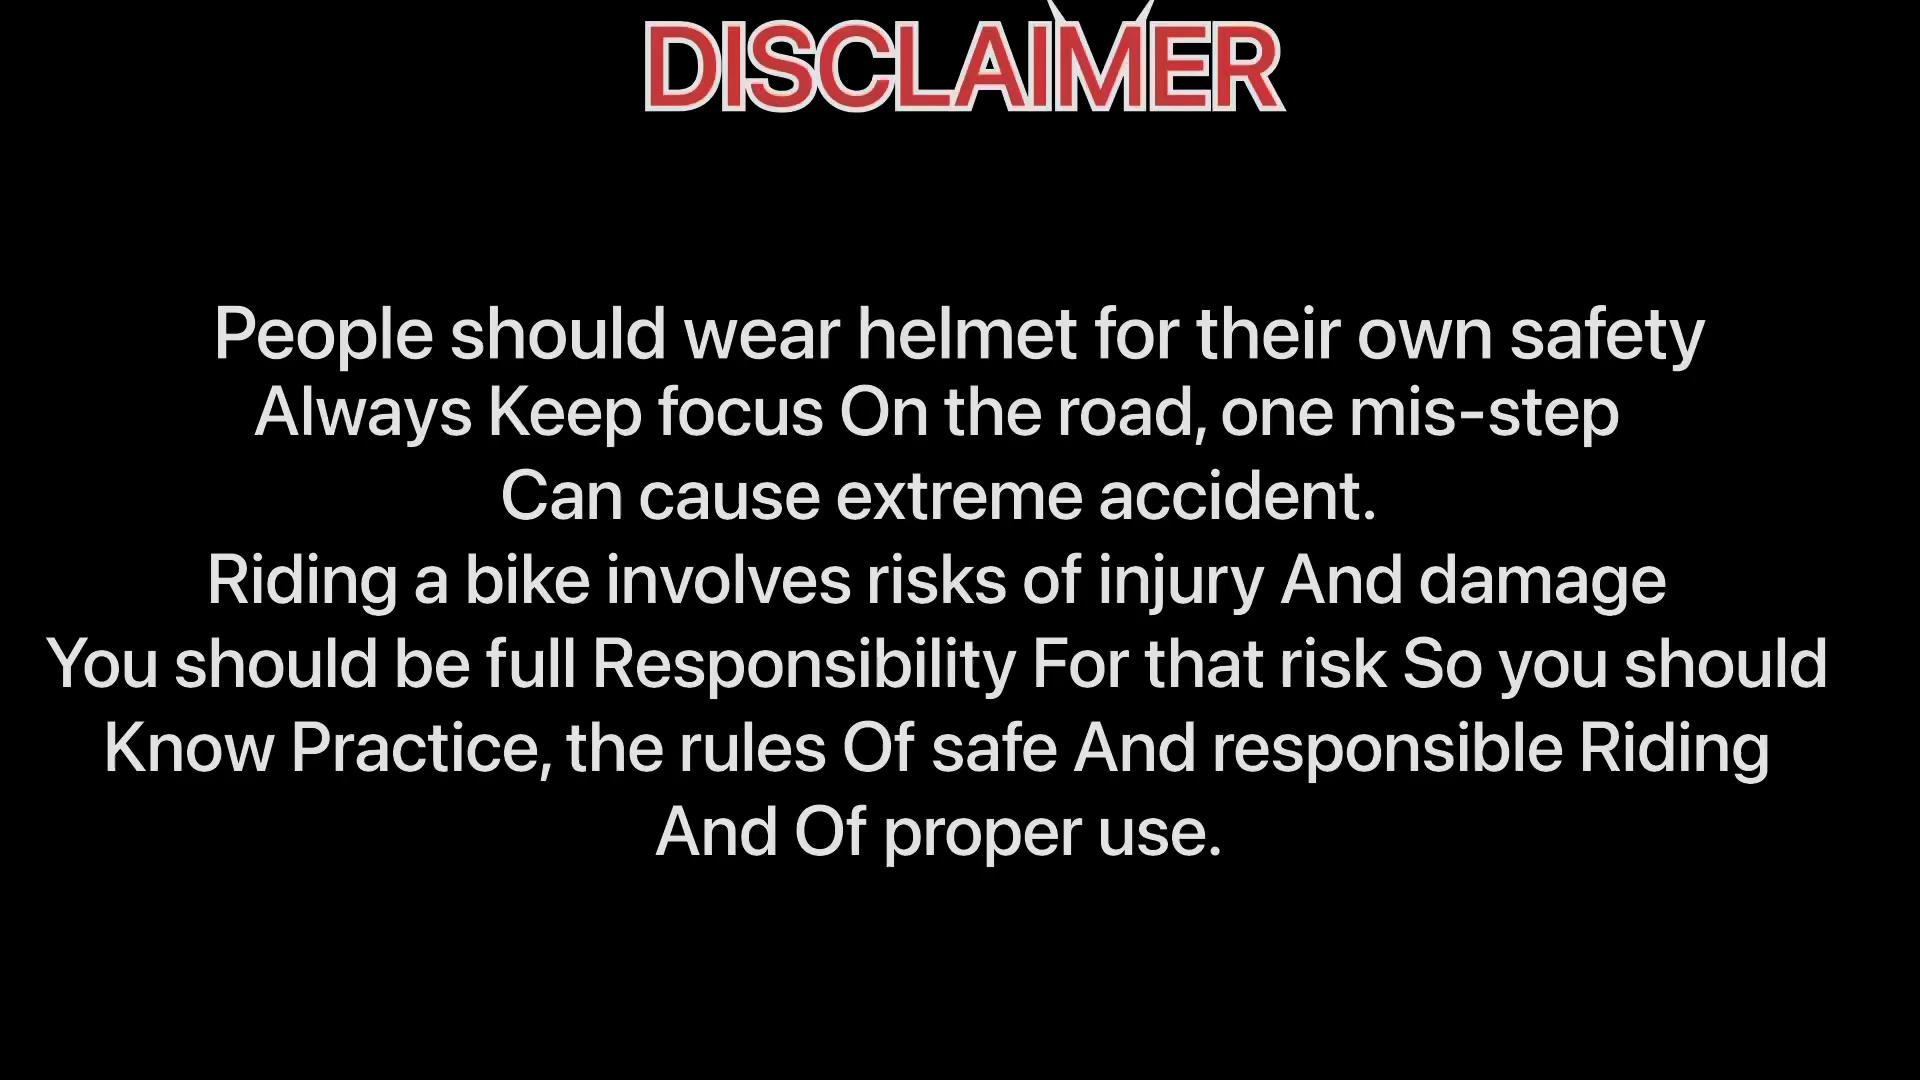 DISCLAIMER
People should wear helmet for their own safety
Always Keep focus On the road, one mis-step
Can cause extreme accident.
Riding a bike involves risks of injury And damage
You should be full Responsibility For that risk So you should
Know Practice, the rules Of safe And responsible Riding
And Of proper use.